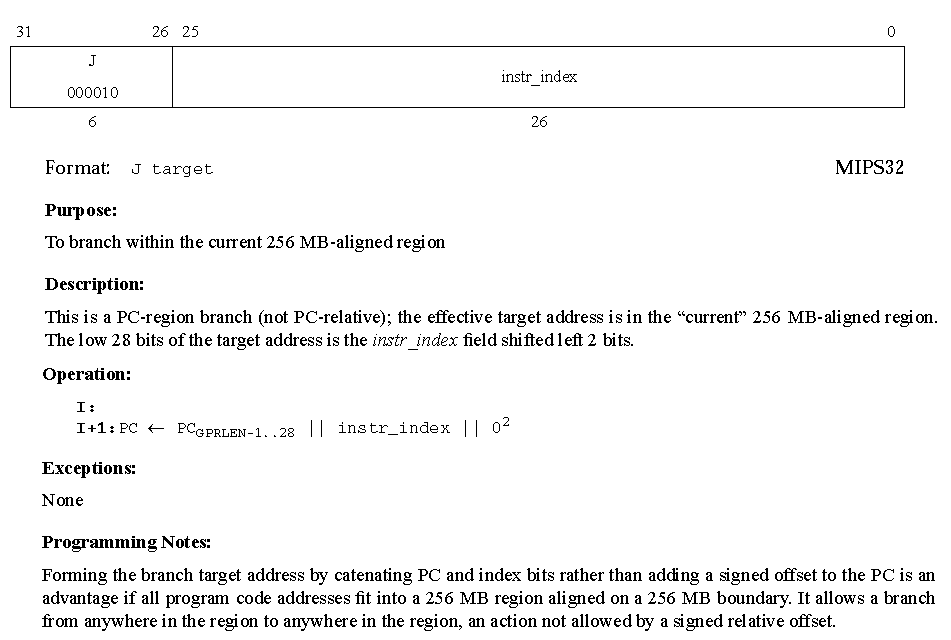 31 26 25 0
J
000010
instr_index
6 26
Format: J target MIPS32
Purpose:
To branch within the current 256 MB-aligned region
Description:
This is a PC-region branch (not PC-relative); the effective target address is in the “current” 256 MB-aligned region.
The low 28 bits of the target address is the instr_index field shifted left 2 bits.
Operation:
I:
I+1: PC ← PCGPRLEN-1..28 || instr_index || 0²
Exceptions:
None
Programming Notes:
Forming the branch target address by catenating PC and index bits rather than adding a signed offset to the PC is an
advantage if all program code addresses fit into a 256 MB region aligned on a 256 MB boundary. It allows a branch
from anywhere in the region to anywhere in the region, an action not allowed by a signed relative offset.